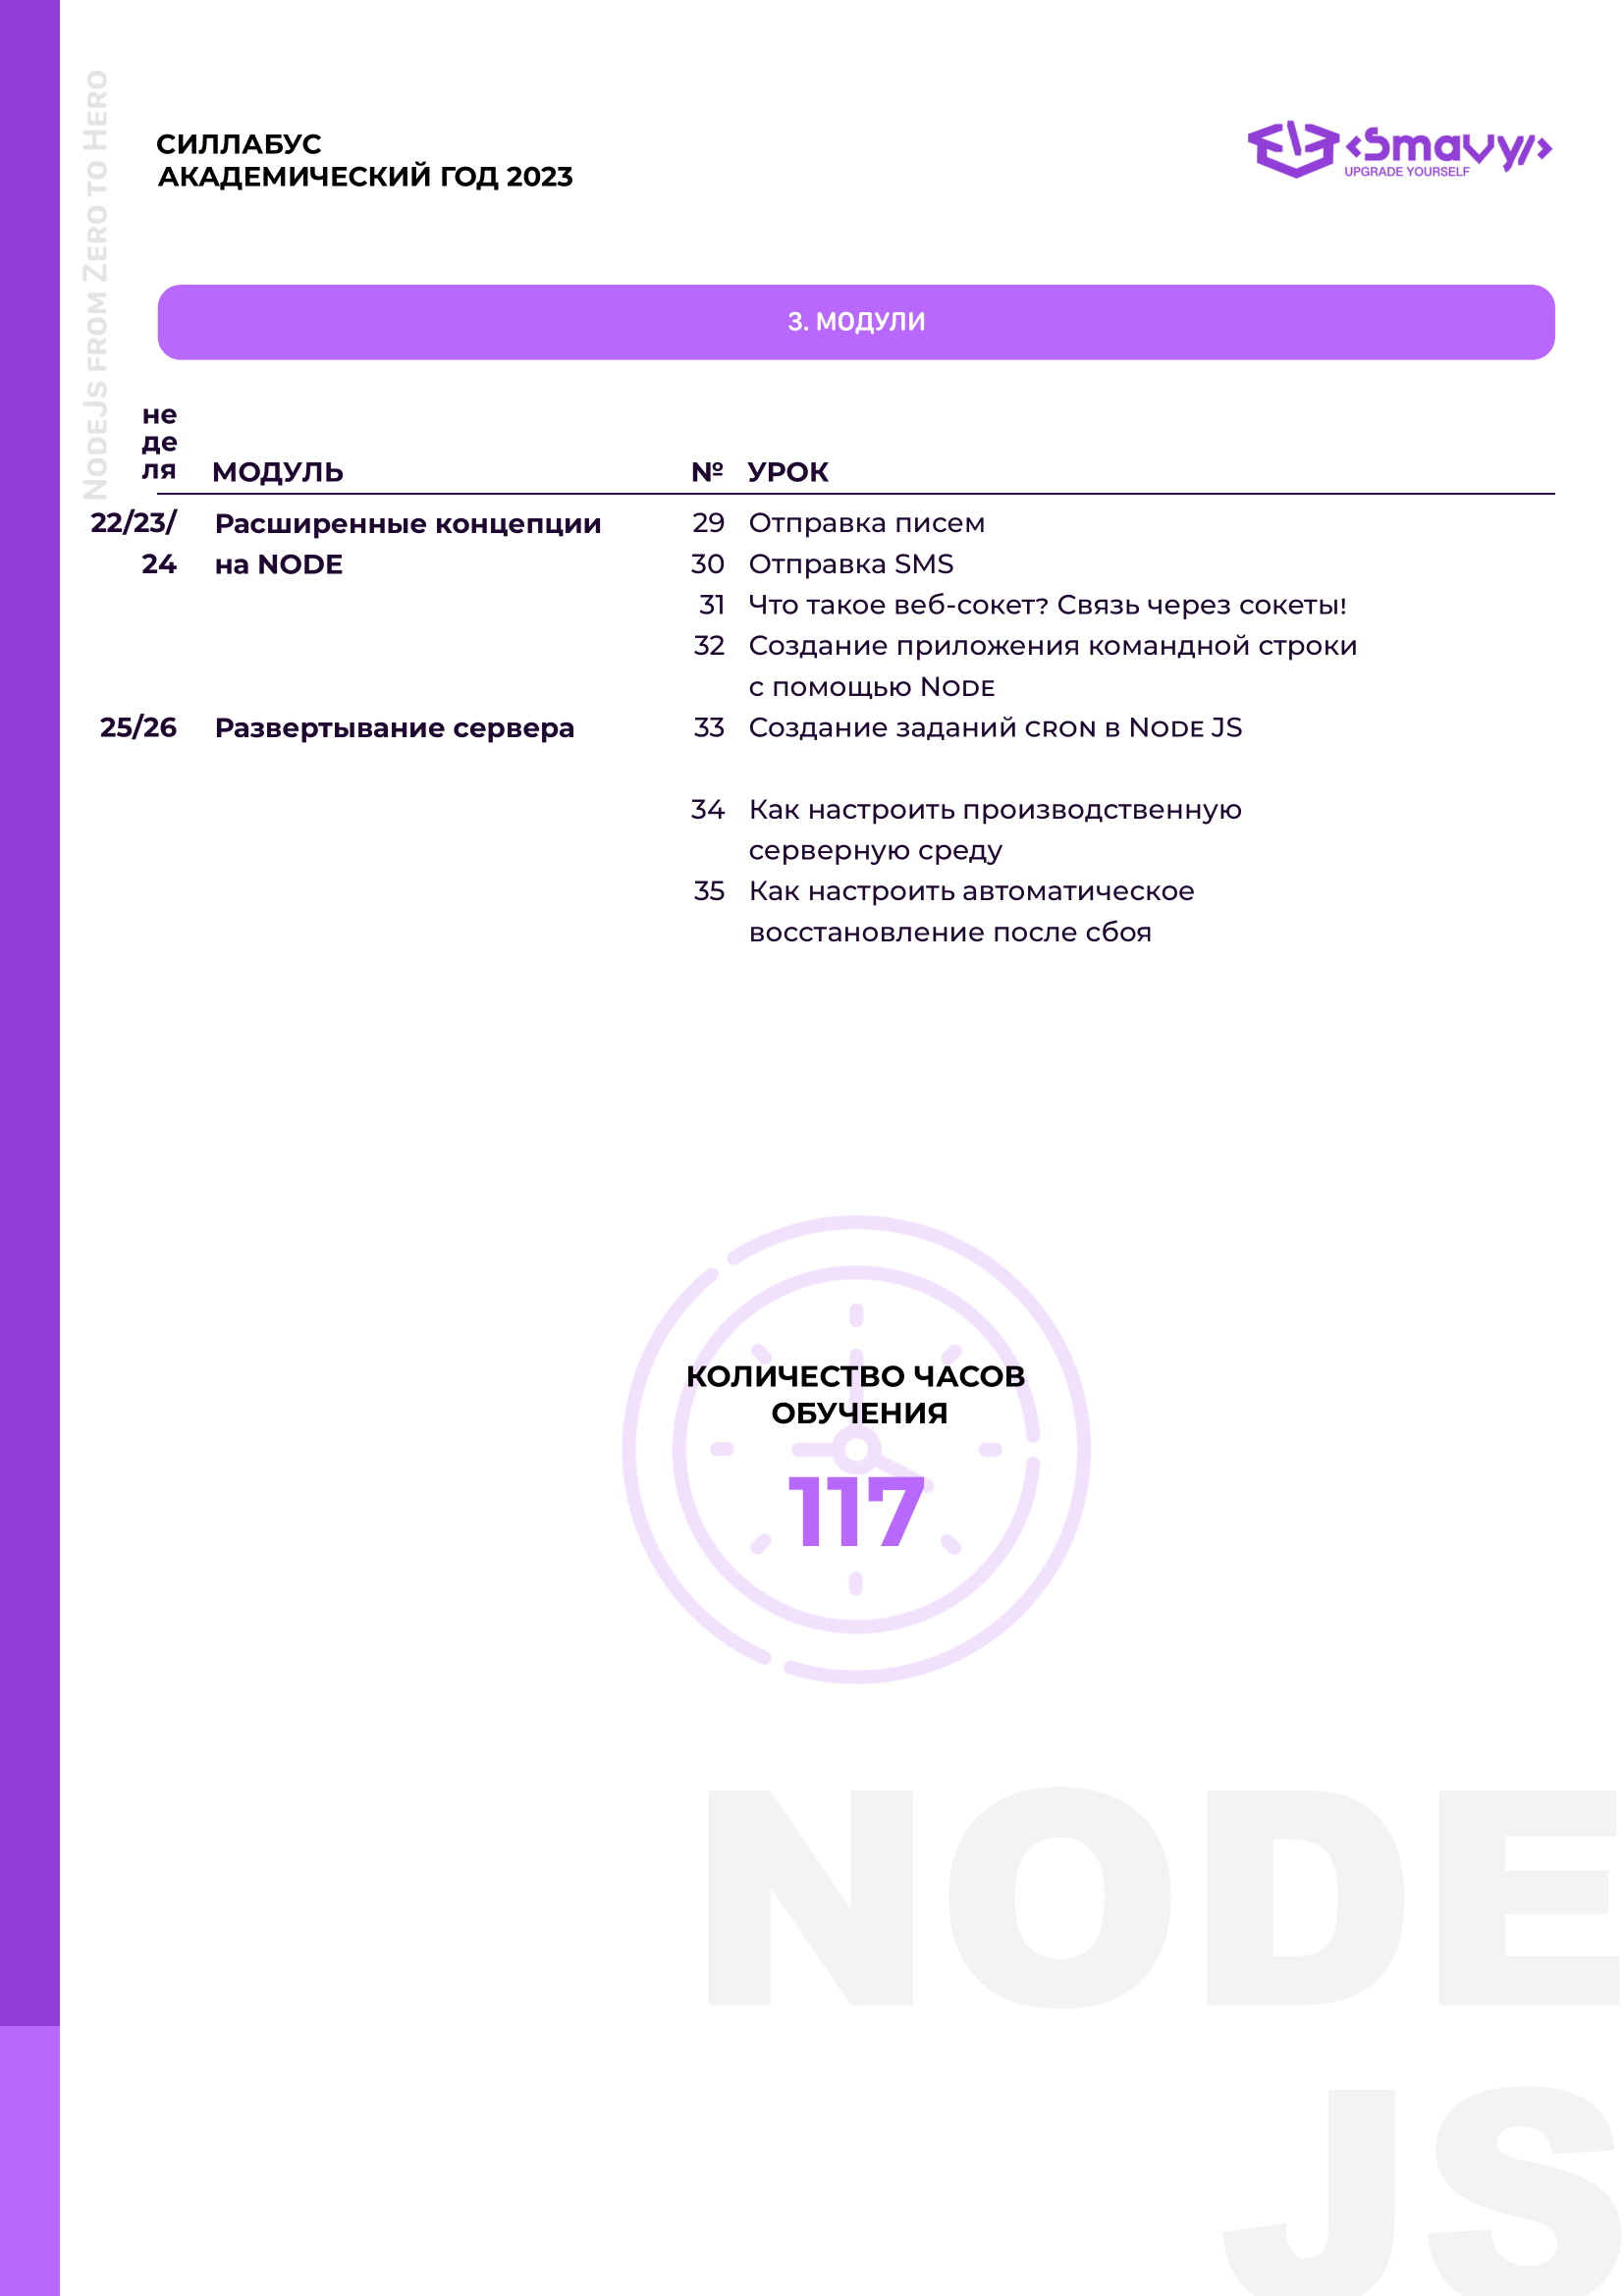 NodeJs from Zero to Hero
СИЛЛАБУС
АКАДЕМИЧЕСКИЙ ГОД 2023
<Smavy/>
UPGRADE YOURSELF
3. МОДУЛИ
не
де
ля
МОДУЛЬ
№ УРОК
22/23/ Расширенные концепции 29 Отправка писем
24 на NODE 30 Отправка SMS
31 Что такое веб-сокет? Связь через сокеты!
32 Создание приложения командной строки
с помощью Node
25/26 Развертывание сервера 33 Создание заданий cron в Node JS
34 Как настроить производственную
серверную среду
35 Как настроить автоматическое
восстановление после сбоя
КОЛИЧЕСТВО ЧАСОВ
ОБУЧЕНИЯ
117
NODE
JS